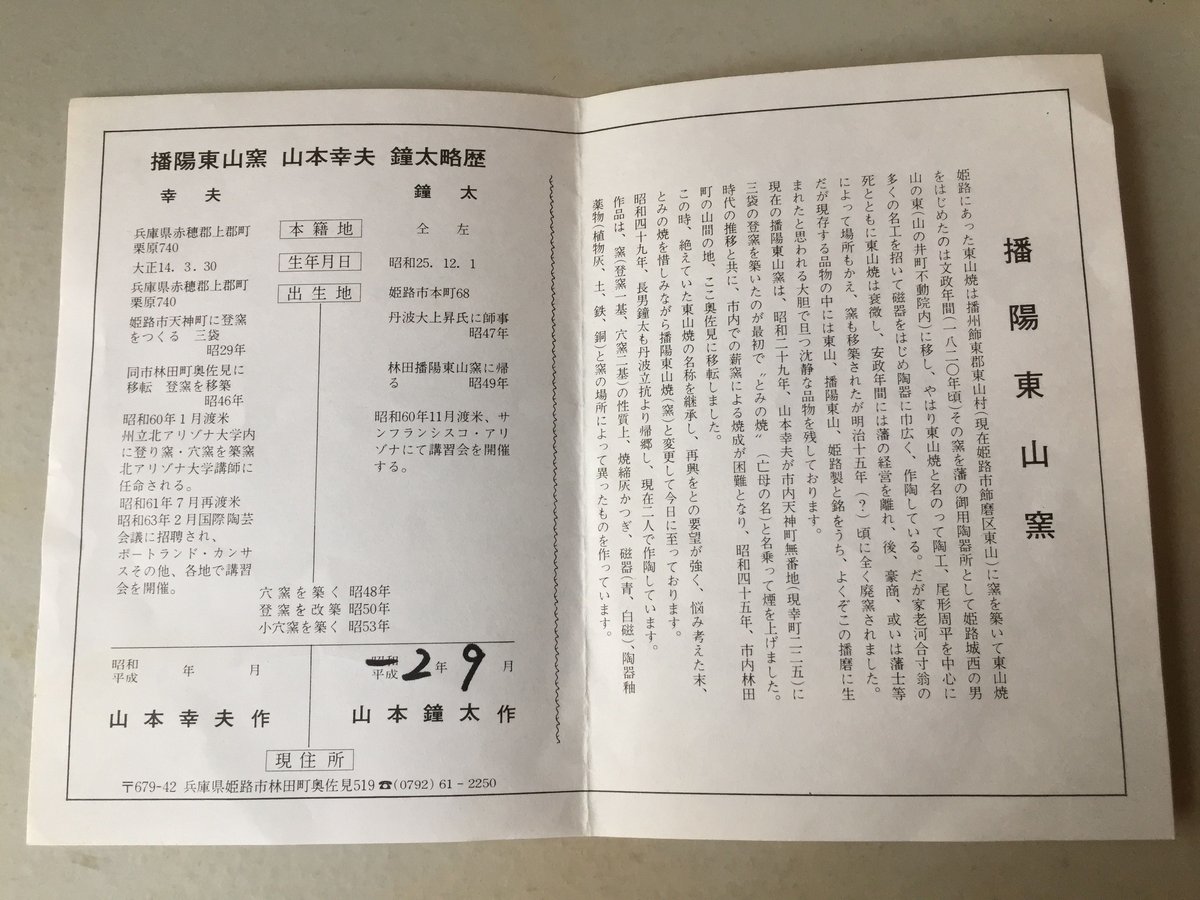 播陽東山窯
姫路にあった東山焼は播州飾東郡東山村(現在姫路市飾磨区東山)に窯を築いて東山焼
をはじめたのは文政年間(一八二〇年頃)その窯を藩の御用陶器所として姫路城西の男
山の東(山の井町不動院内)に移し、やはり東山焼と名のって陶工、尾形周平を中心に
多くの名工を招いて磁器をはじめ陶器に巾広く、作陶している。だが家老河合寸翁の
死とともに東山焼は衰微し、安政年間には藩の経営を離れ、後、豪商、或いは藩士等
によって場所もかえ、窯も移築されたが明治十五年(?)頃に全く廃窯されました。
だが現存する品物の中には東山、播陽東山、姫路製と銘をうち、よくぞこの播磨に生
まれたと思われる大胆で且つ沈静な品物を残しております。
現在の播陽東山窯は、昭和二十九年、山本幸夫が市内天神町無番地(現幸町二二五)に
三袋の登窯を築いたのが最初で〝とみの焼〟(亡母の名)と名乗って煙を上げました。
時代の推移と共に、市内での薪窯による焼成が困難となり、昭和四十五年、市内林田
町の山間の地、ここ奥佐見に移転しました。
この時、絶えていた東山焼の名称を継承し、再興をとの要望が強く、悩み考えた末、
とみの焼を惜しみながら播陽東山焼(窯)と変更して今日に至っております。
昭和四十九年、長男鐘太も丹波立抗より帰郷し、現在二人で作陶しています。
作品は、窯(登窯一基、穴窯二基)の性質上、焼締灰かつぎ、磁器(青、白磁)、陶器釉
薬物(植物灰、土、鉄、銅)と窯の場所によって異ったものを作っています。
播陽東山窯 山本幸夫 鐘太略歴
幸夫
鐘太
兵庫県赤穂郡上郡町
栗原740
本籍地
仝左
大正14.3.30
生年月日
昭和25.12.1
兵庫県赤穂郡上郡町
栗原740
出生地
姫路市本町68
姫路市天神町に登窯
をつくる 三袋
昭29年
同市林田町奥佐見に
移転 登窯を移築
昭46年
昭和60年1月渡米
州立北アリゾナ大学内
に登り窯・穴窯を築窯
北アリゾナ大学講師に
任命される。
昭和61年7月再渡米
昭和63年2月国際陶芸
会議に招聘され、
ポートランド・カンサ
スその他、各地で講習
会を開催。
丹波大上昇氏に師事
昭47年
林田播陽東山窯に帰
る 昭49年
昭和60年11月渡米、サ
ンフランシスコ・アリ
ゾナにて講習会を開催
する。
穴窯を築く 昭48年
登窯を改築 昭50年
小穴窯を築く 昭53年
昭和
平成 年 月
山本幸夫作
昭和
平成 2年 9月
山本鐘太作
現住所
〒679-42 兵庫県姫路市林田町奥佐見519 ☎(0792) 61-2250